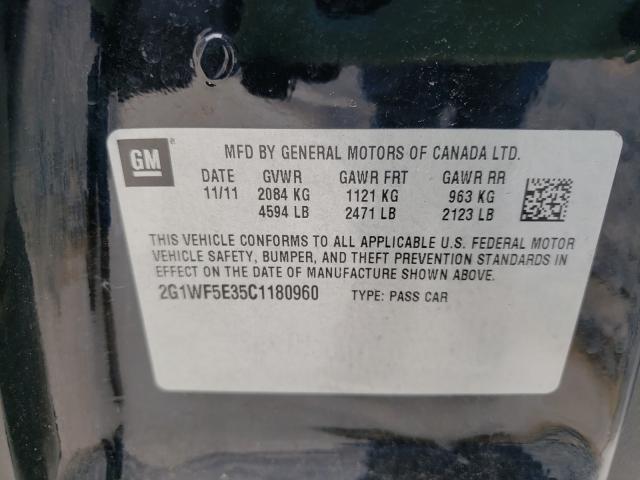 GM
MFD BY GENERAL MOTORS OF CANADA LTD.
DATE GVWR GAWR FRT GAWR RR
11/11 2084 KG 1121 KG 963 KG
4594 LB 2471 LB 2123 LB
THIS VEHICLE CONFORMS TO ALL APPLICABLE U.S. FEDERAL MOTOR
VEHICLE SAFETY, BUMPER, AND THEFT PREVENTION STANDARDS IN
EFFECT ON THE DATE OF MANUFACTURE SHOWN ABOVE.
2G1WF5E35C1180960 TYPE: PASS CAR